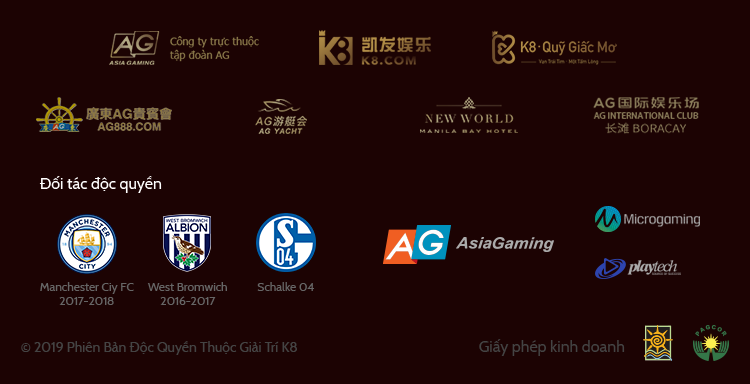 AG
ASIA GAMING
Công ty trực thuộc
tập đoàn AG
K8 凯发娱乐
K8.COM
K8 · Quỹ Giấc Mơ
Vạn Trái Tim · Một Tấm Lòng
AG
廣東AG貴賓會
AG888.COM
AG游艇会
AG YACHT
NEW WORLD
MANILA BAY HOTEL
AG国际娱乐场
AG INTERNATIONAL CLUB
长滩 BORACAY
Đối tác độc quyền
MANCHESTER
CITY
WEST BROMWICH
ALBION
S
04
AG AsiaGaming
Microgaming
playtech
Manchester Ciy FC
2017-2018
West Bromwich
2016-2017
Schalke 04
© 2019 Phiên Bản Độc Quyền Thuộc Giải Trí K8
Giấy phép kinh doanh
PAGCOR